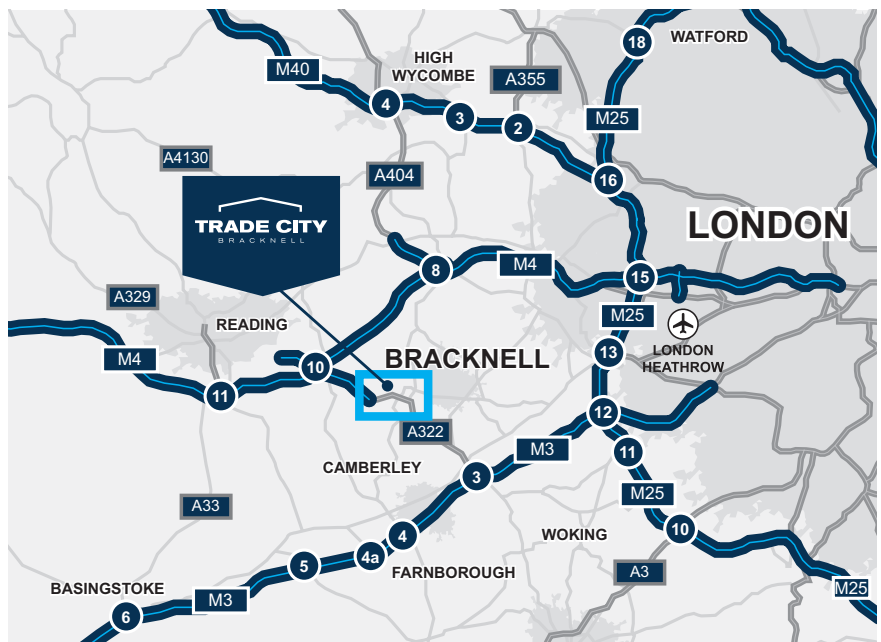 18
WATFORD
HIGH
WYCOMBE
M40
A355
4
3
2
M25
A4130
A404
16
TRADE CITY
BRACKNELL
LONDON
8
M4
15
A329
READING
M25
LONDON
HEATHROW
M4
10
BRACKNELL
13
11
12
A322
M3
11
CAMBERLEY
3
M25
A33
4
WOKING
10
5
4a
FARNBOROUGH
A3
BASINGSTOKE
M3
6
M25